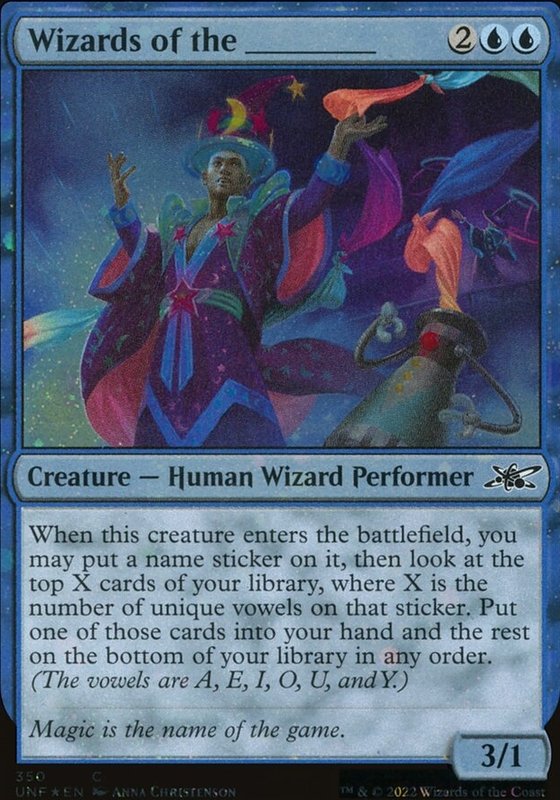 Wizards of the ________ 2
Creature — Human Wizard Performer
When this creature enters the battlefield, you
may put a name sticker on it, then look at the
top X cards of your library, where X is the
number of unique vowels on that sticker. Put
one of those cards into your hand and the rest
on the bottom of your library in any order.
(The vowels are A, E, I, O, U, and Y.)
Magic is the name of the game.
3/1
350 C
UNF ★ EN Anna Christenson ™ & © 2022 Wizards of the Coast